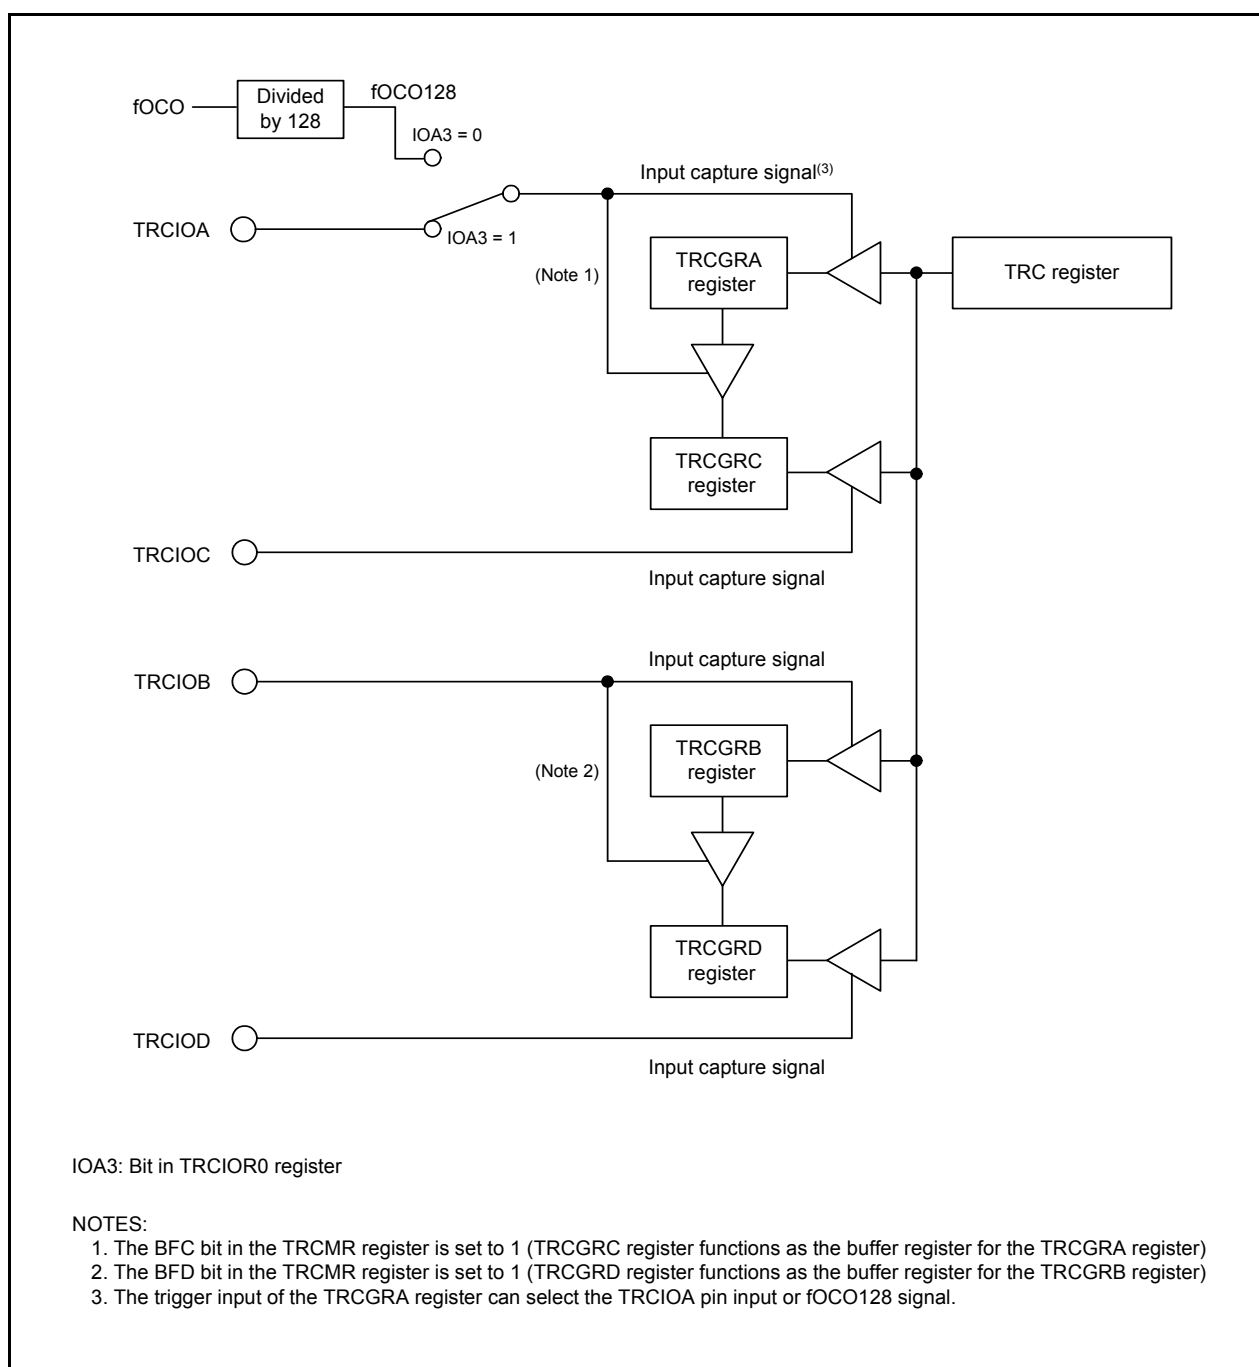 fOCO
Divided
by 128
fOCO128
IOA3 = 0
Input capture signal(3)
TRCIOA
IOA3 = 1
(Note 1)
TRCGRA
register
TRC register
TRCGRC
register
TRCIOC
Input capture signal
Input capture signal
TRCIOB
TRCGRB
register
(Note 2)
TRCGRD
register
TRCIOD
Input capture signal
IOA3: Bit in TRCIOR0 register
NOTES:
1. The BFC bit in the TRCMR register is set to 1 (TRCGRC register functions as the buffer register for the TRCGRA register)
2. The BFD bit in the TRCMR register is set to 1 (TRCGRD register functions as the buffer register for the TRCGRB register)
3. The trigger input of the TRCGRA register can select the TRCIOA pin input or fOCO128 signal.